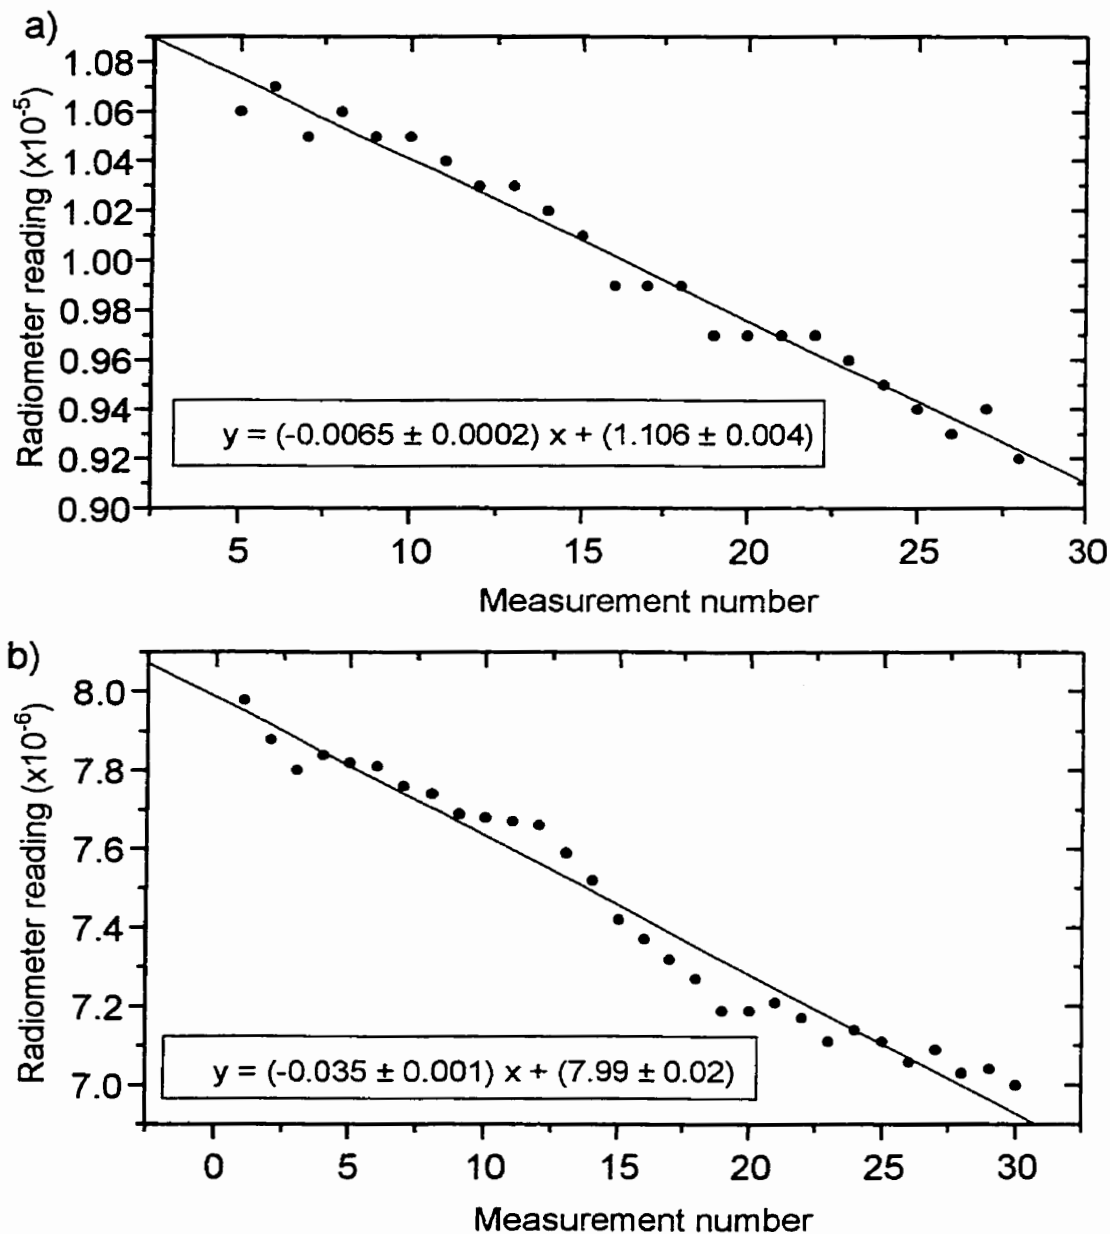 a)
Radiometer reading (x10⁻⁵)
1.08
1.06
1.04
1.02
1.00
0.98
0.96
0.94
0.92
0.90
y = (-0.0065 ± 0.0002) x + (1.106 ± 0.004)
5 10 15 20 25 30
Measurement number
b)
Radiometer reading (x10⁻⁶)
8.0
7.8
7.6
7.4
7.2
7.0
y = (-0.035 ± 0.001) x + (7.99 ± 0.02)
0 5 10 15 20 25 30
Measurement number